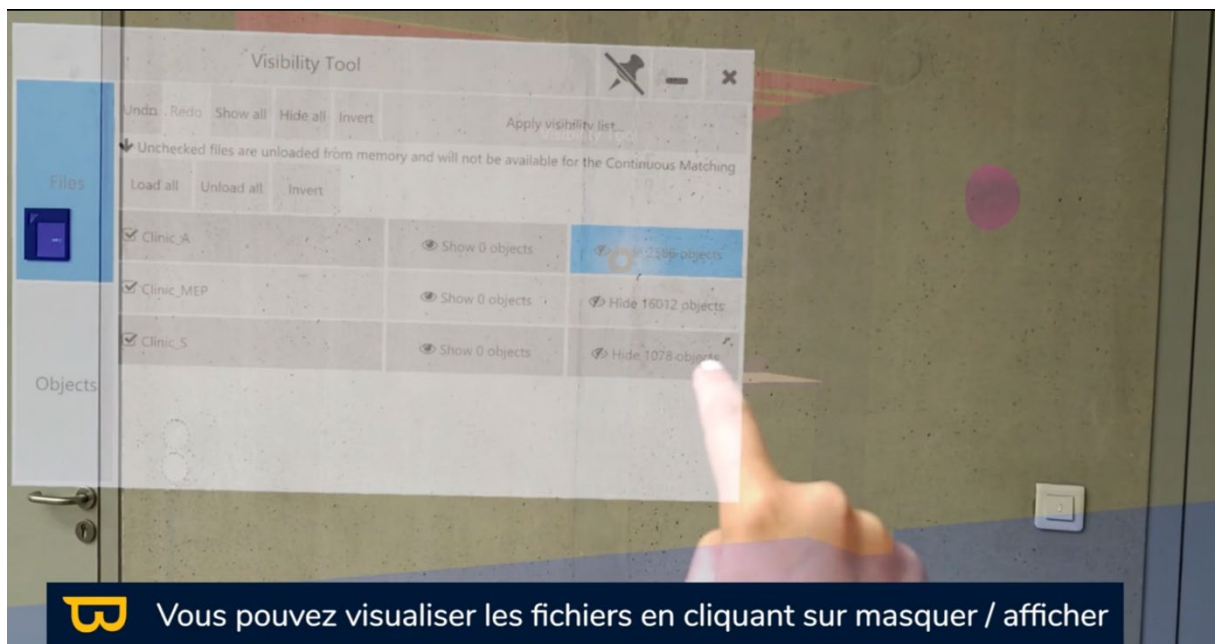 Visibility Tool
Undo Redo Show all Hide all Invert Apply visibility list...
Unchecked files are unloaded from memory and will not be available for the Continuous Matching
Files
Load all Unload all Invert
Clinic_A Show 0 objects 2586 objects
Clinic_MEP Show 0 objects Hide 16012 objects
Clinic_S Show 0 objects Hide 1078 objects
Objects
Vous pouvez visualiser les fichiers en cliquant sur masquer / afficher